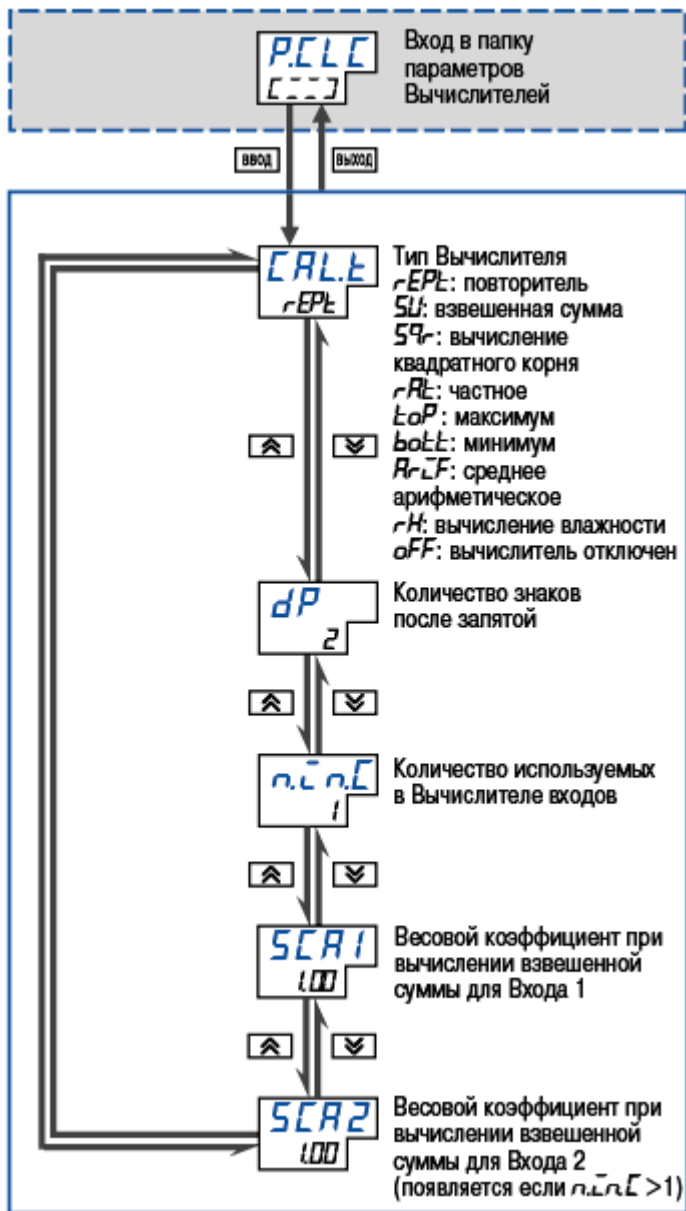 P.CLC
[---]
Вход в папку
параметров
Вычислителей
ввод
выход
CAL.t
rEPt
Тип Вычислителя
rEPt: повторитель
SU: взвешенная сумма
Sqr: вычисление
квадратного корня
rAt: частное
toP: максимум
bott: минимум
AriF: среднее
арифметическое
rH: вычисление влажности
oFF: вычислитель отключен
dP
2
Количество знаков
после запятой
n.in.C
1
Количество используемых
в Вычислителе входов
SCA1
1.00
Весовой коэффициент при
вычислении взвешенной
суммы для Входа 1
SCA2
1.00
Весовой коэффициент при
вычислении взвешенной
суммы для Входа 2
(появляется если n.in.C >1)